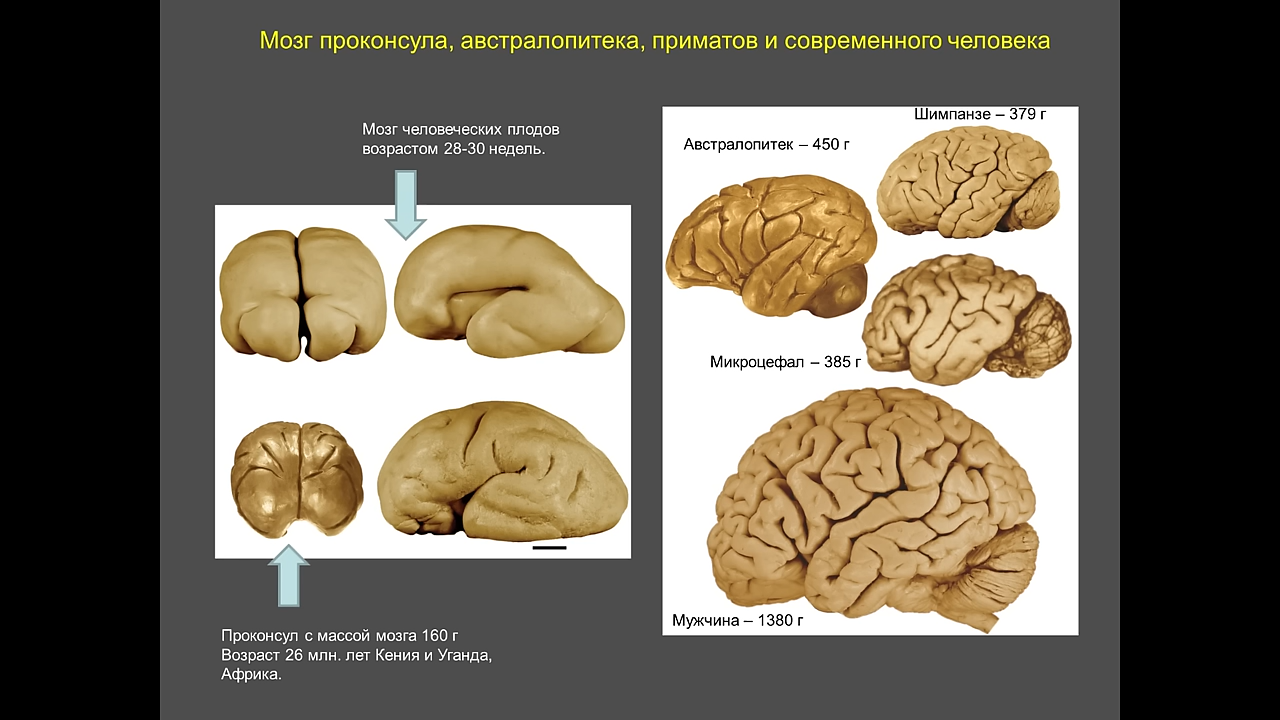 Мозг проконсула, австралопитека, приматов и современного человека
Мозг человеческих плодов
возрастом 28-30 недель.
Проконсул с массой мозга 160 г
Возраст 26 млн. лет Кения и Уганда,
Африка.
Шимпанзе – 379 г
Австралопитек – 450 г
Микроцефал – 385 г
Мужчина – 1380 г